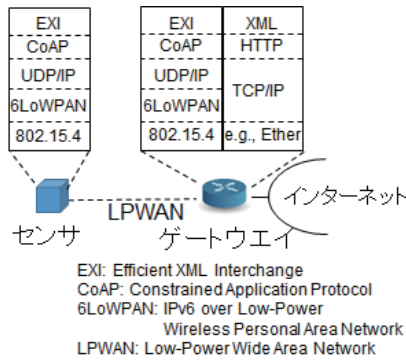 EXI
CoAP
UDP/IP
6LoWPAN
802.15.4
EXI
CoAP
UDP/IP
6LoWPAN
802.15.4
XML
HTTP
TCP/IP
e.g., Ether
LPWAN
インターネット
センサ
ゲートウエイ
EXI: Efficient XML Interchange
CoAP: Constrained Application Protocol
6LoWPAN: IPv6 over Low-Power
Wireless Personal Area Network
LPWAN: Low-Power Wide Area Network